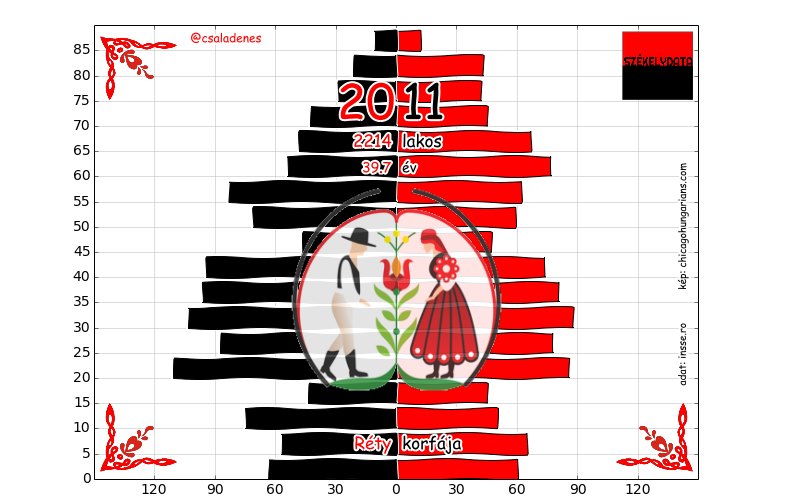 @csaladenes
SZÉKELYDATA
2011
2214 lakos
39.7 év
kép: chicagohungarians.com
adat: insse.ro
Réty korfája
85
80
75
70
65
60
55
50
45
40
35
30
25
20
15
10
5
0
120 90 60 30 0 30 60 90 120